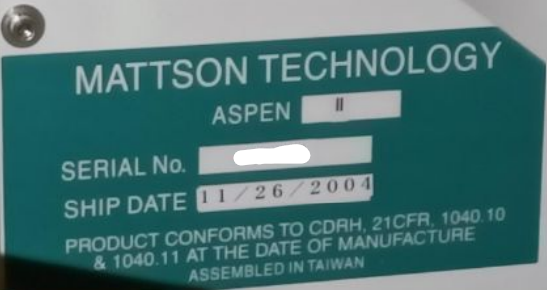 MATTSON TECHNOLOGY
ASPEN II
SERIAL No.
SHIP DATE 11/26/2004
PRODUCT CONFORMS TO CDRH, 21CFR, 1040.10
& 1040.11 AT THE DATE OF MANUFACTURE
ASSEMBLED IN TAIWAN